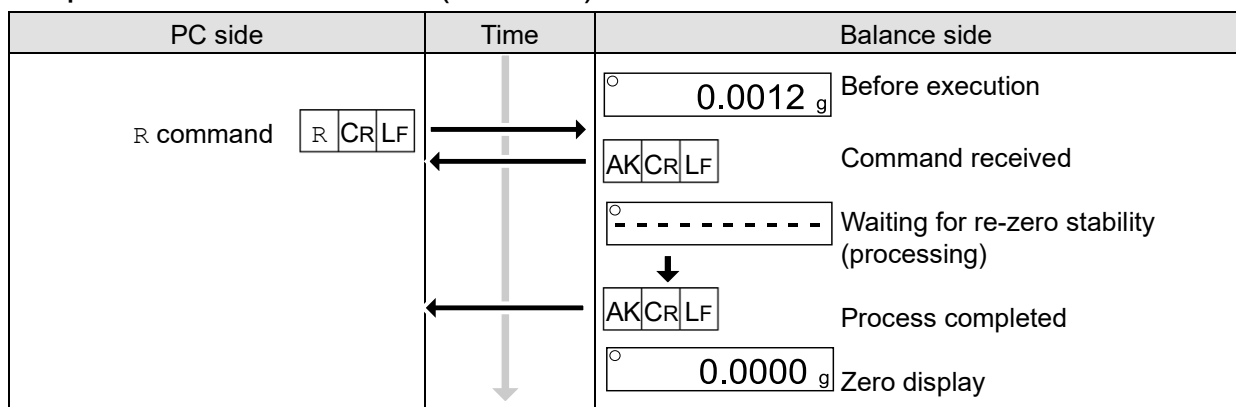 PC side Time Balance side
0.0012 g Before execution
R command R CR LF
AK CR LF Command received
- - - - - - - - - - Waiting for re-zero stability
(processing)
AK CR LF Process completed
0.0000 g Zero display